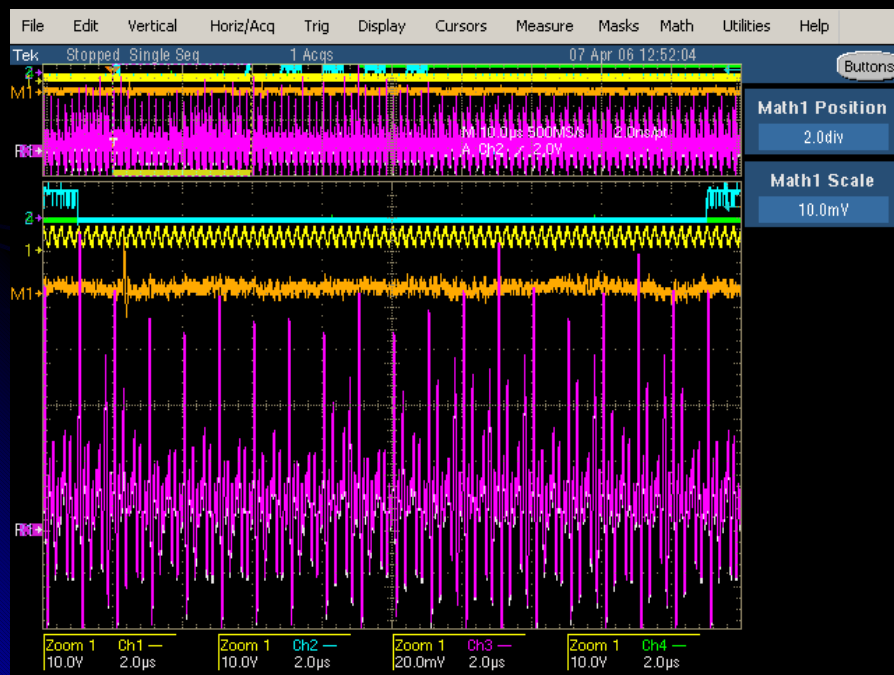 File Edit Vertical Horiz/Acq Trig Display Cursors Measure Masks Math Utilities Help
Tek Stopped Single Seq 1 Acqs 07 Apr 06 12:52:04
Buttons
M1
M 10.0µs 500MS/s 2.0ns/pt
A Ch2 2.0V
Math1 Position
2.0div
Math1 Scale
10.0mV
2
1
M1
Zoom 1 Ch1 Zoom 1 Ch2 Zoom 1 Ch3 Zoom 1 Ch4
10.0V 2.0µs 10.0V 2.0µs 20.0mV 2.0µs 10.0V 2.0µs